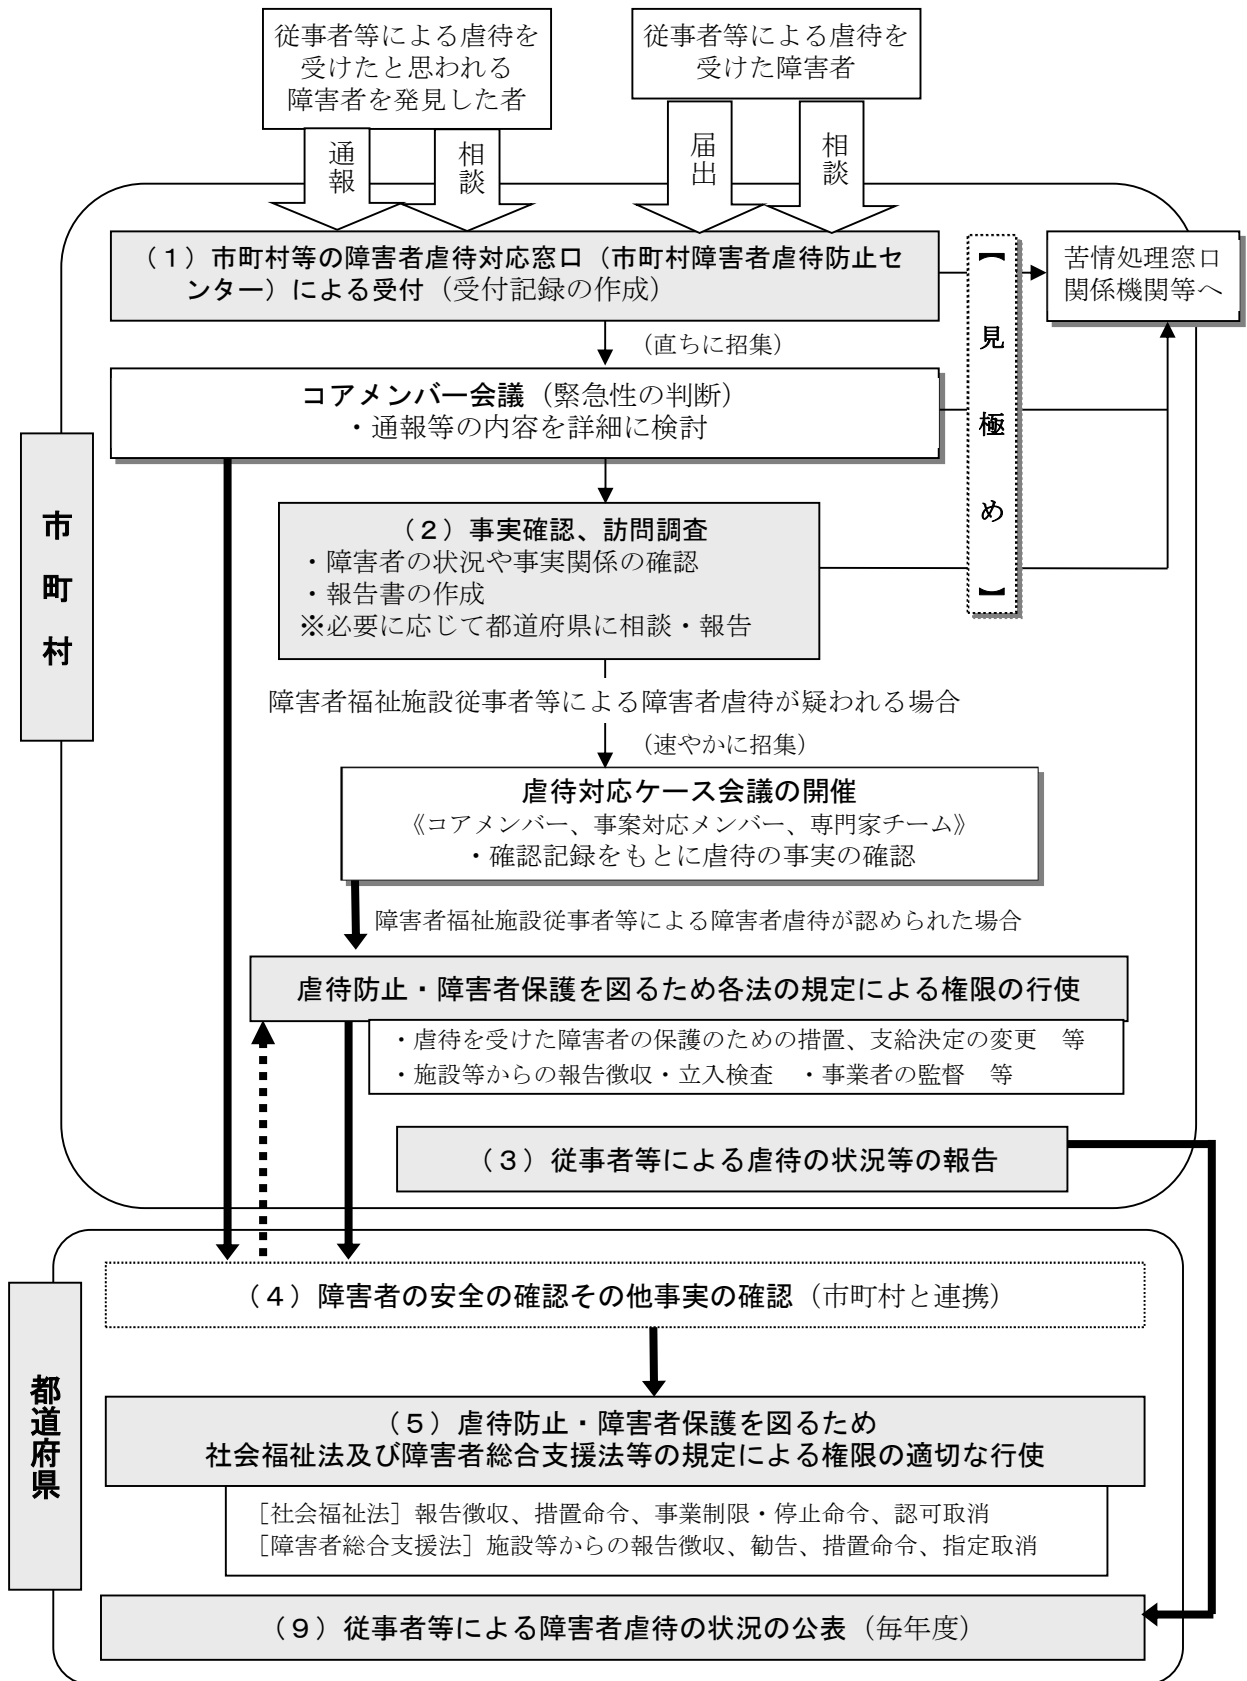 従事者等による虐待を
受けたと思われる
障害者を発見した者
従事者等による虐待を
受けた障害者
通報
相談
届出
相談
（１）市町村等の障害者虐待対応窓口（市町村障害者虐待防止セ
ンター）による受付（受付記録の作成）
【見極め】
苦情処理窓口
関係機関等へ
（直ちに招集）
コアメンバー会議（緊急性の判断）
・通報等の内容を詳細に検討
市町村
（２）事実確認、訪問調査
・障害者の状況や事実関係の確認
・報告書の作成
※必要に応じて都道府県に相談・報告
障害者福祉施設従事者等による障害者虐待が疑われる場合
（速やかに招集）
虐待対応ケース会議の開催
《コアメンバー、事案対応メンバー、専門家チーム》
・確認記録をもとに虐待の事実の確認
障害者福祉施設従事者等による障害者虐待が認められた場合
虐待防止・障害者保護を図るため各法の規定による権限の行使
・虐待を受けた障害者の保護のための措置、支給決定の変更　等
・施設等からの報告徴収・立入検査　・事業者の監督　等
（３）従事者等による虐待の状況等の報告
都道府県
（４）障害者の安全の確認その他事実の確認（市町村と連携）
（５）虐待防止・障害者保護を図るため
社会福祉法及び障害者総合支援法等の規定による権限の適切な行使
［社会福祉法］報告徴収、措置命令、事業制限・停止命令、認可取消
［障害者総合支援法］施設等からの報告徴収、勧告、措置命令、指定取消
（９）従事者等による障害者虐待の状況の公表（毎年度）